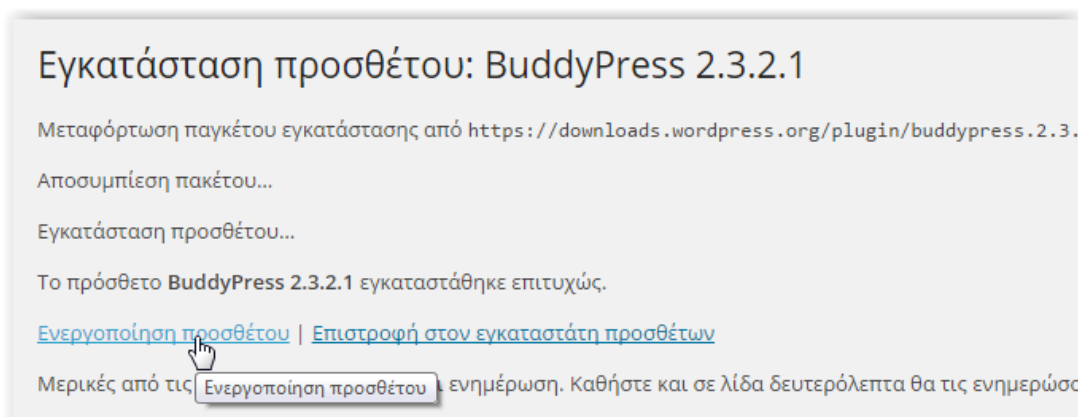 Εγκατάσταση προσθέτου: BuddyPress 2.3.2.1
Μεταφόρτωση παγκέτου εγκατάστασης από https://downloads.wordpress.org/plugin/buddypress.2.3.
Αποσυμπίεση πακέτου...
Εγκατάσταση προσθέτου...
Το πρόσθετο BuddyPress 2.3.2.1 εγκαταστάθηκε επιτυχώς.
Ενεργοποίηση προσθέτου | Επιστροφή στον εγκαταστάτη προσθέτων
Μερικές από τις Ενεργοποίηση προσθέτου ενημέρωση. Καθήστε και σε λίδα δευτερόλεπτα θα τις